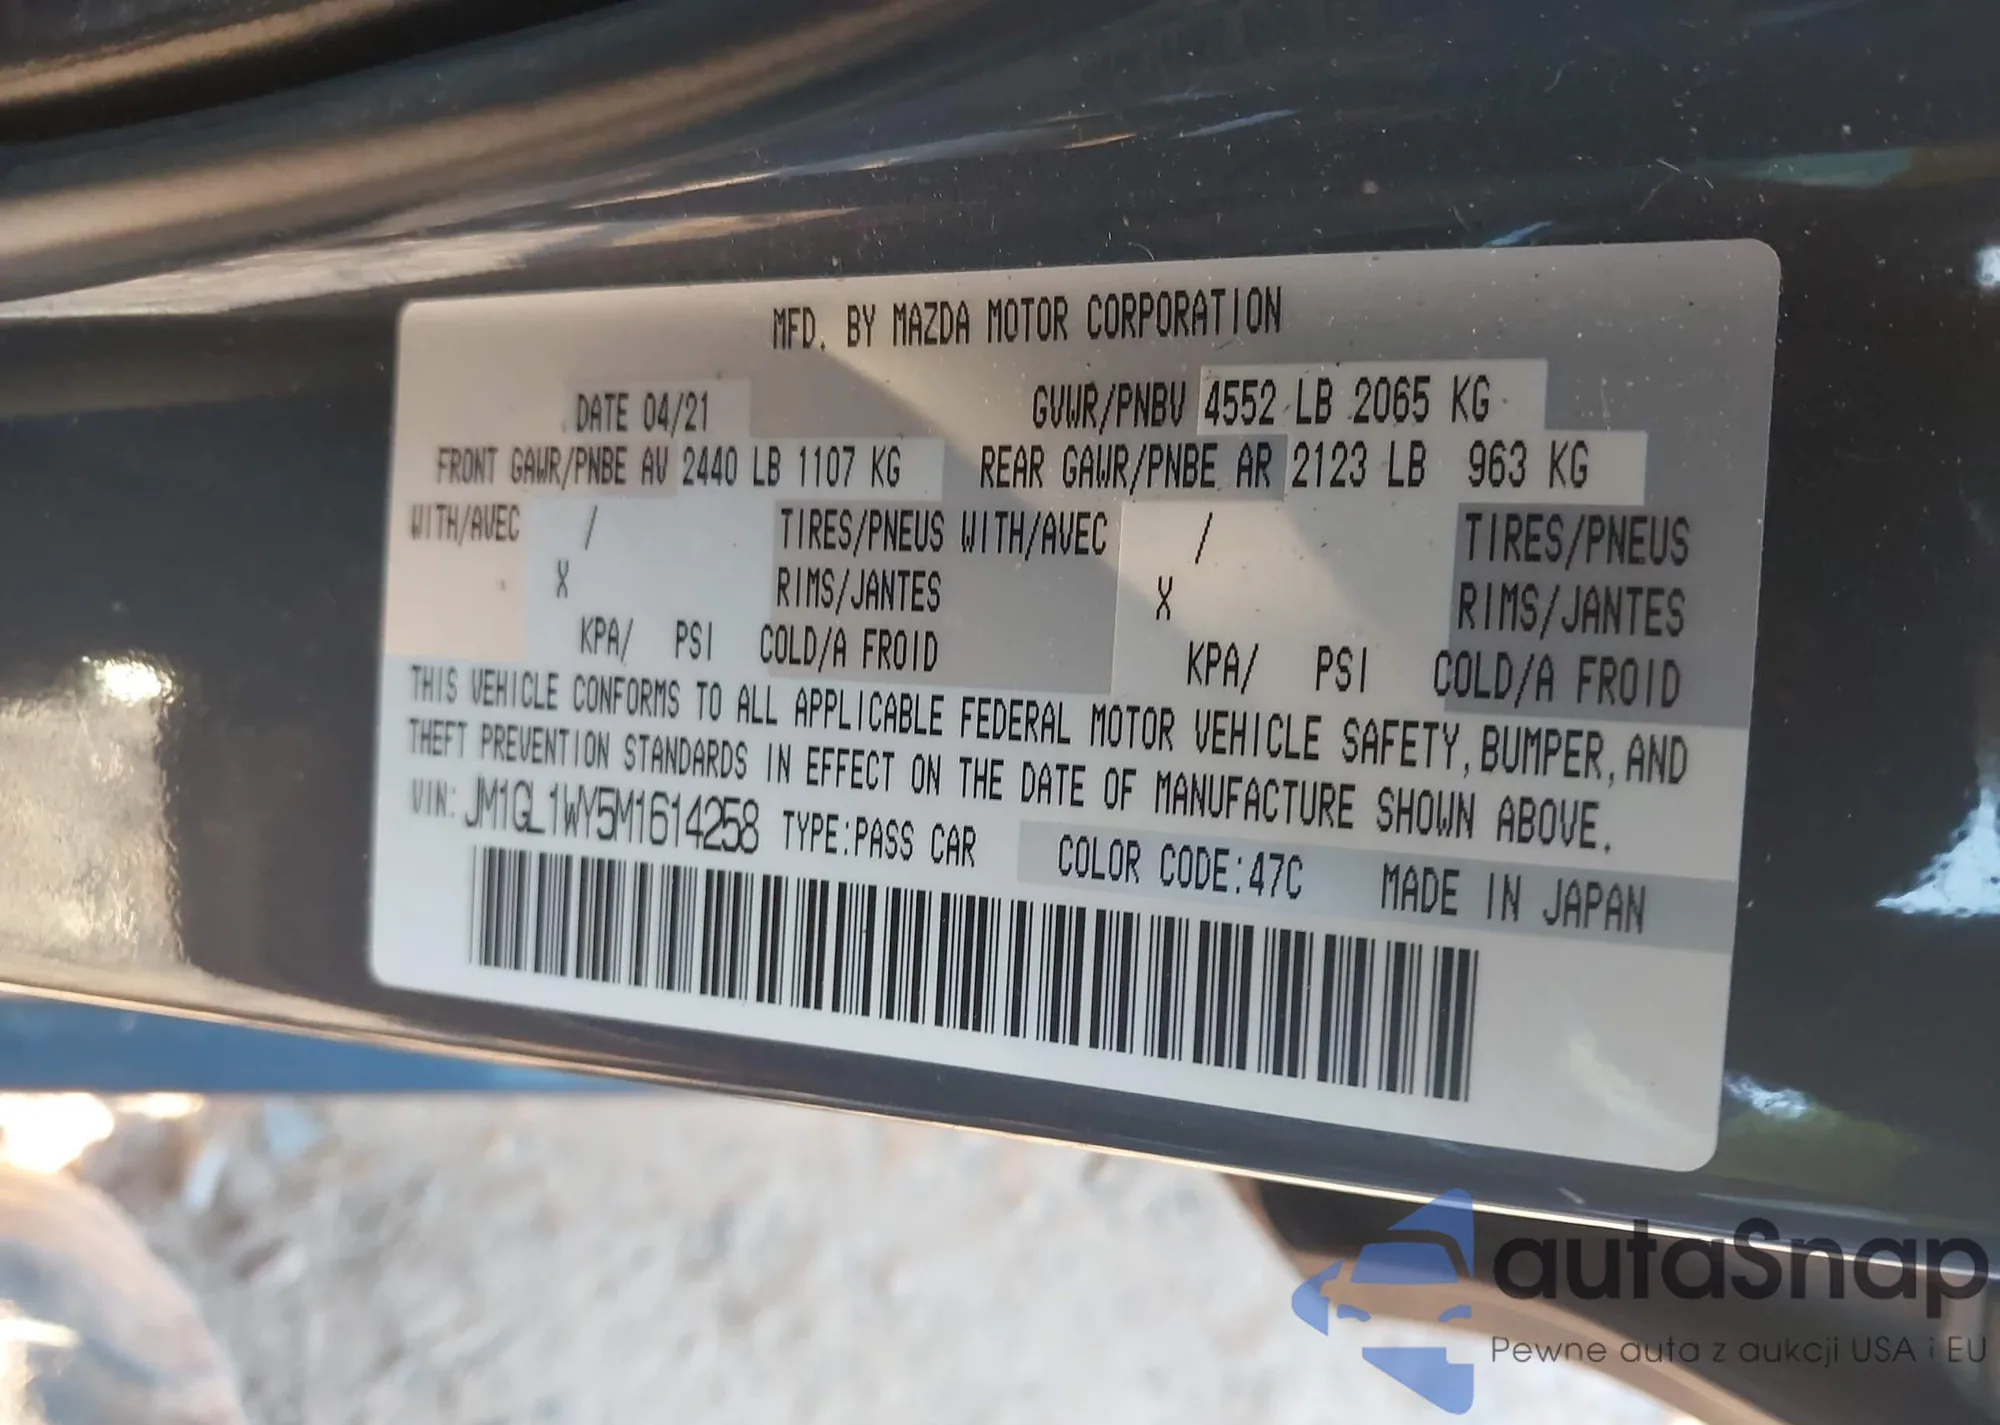 MFD. BY MAZDA MOTOR CORPORATION
DATE 04/21 GVWR/PNBV 4552 LB 2065 KG
FRONT GAWR/PNBE AV 2440 LB 1107 KG REAR GAWR/PNBE AR 2123 LB 963 KG
WITH/AVEC / TIRES/PNEUS WITH/AVEC / TIRES/PNEUS
X RIMS/JANTES X RIMS/JANTES
KPA/ PSI COLD/A FROID KPA/ PSI COLD/A FROID
THIS VEHICLE CONFORMS TO ALL APPLICABLE FEDERAL MOTOR VEHICLE SAFETY, BUMPER, AND
THEFT PREVENTION STANDARDS IN EFFECT ON THE DATE OF MANUFACTURE SHOWN ABOVE.
VIN: JM1GL1WY5M1614258 TYPE:PASS CAR COLOR CODE:47C MADE IN JAPAN
autaSnap
Pewne auta z aukcji USA i EU